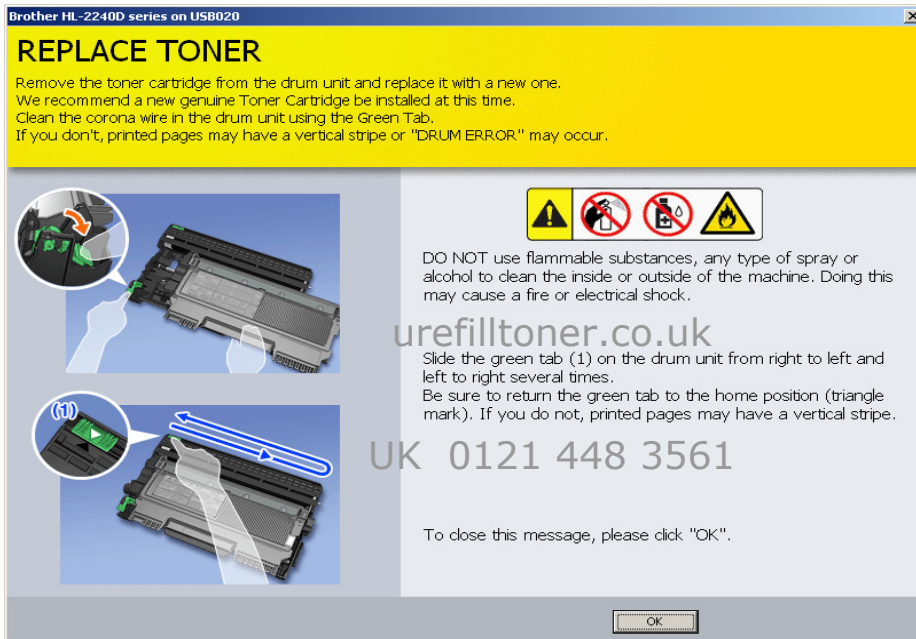 Brother HL-2240D series on USB020
REPLACE TONER
Remove the toner cartridge from the drum unit and replace it with a new one.
We recommend a new genuine Toner Cartridge be installed at this time.
Clean the corona wire in the drum unit using the Green Tab.
If you don't, printed pages may have a vertical stripe or "DRUM ERROR" may occur.
DO NOT use flammable substances, any type of spray or
alcohol to clean the inside or outside of the machine. Doing this
may cause a fire or electrical shock.
urefilltoner.co.uk
Slide the green tab (1) on the drum unit from right to left and
left to right several times.
Be sure to return the green tab to the home position (triangle
mark). If you do not, printed pages may have a vertical stripe.
(1)
UK 0121 448 3561
To close this message, please click "OK".
OK